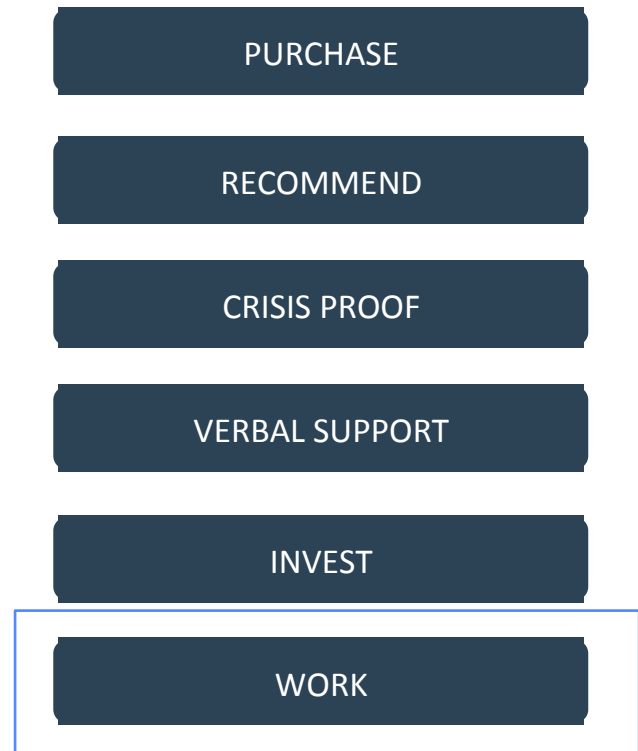 PURCHASE
RECOMMEND
CRISIS PROOF
VERBAL SUPPORT
INVEST
WORK